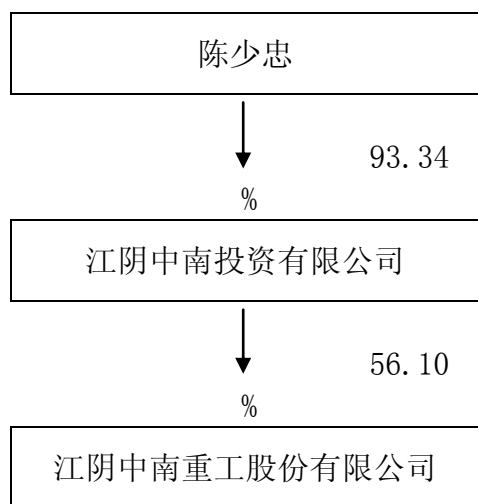 陈少忠
93.34
%
江阴中南投资有限公司
56.10
%
江阴中南重工股份有限公司